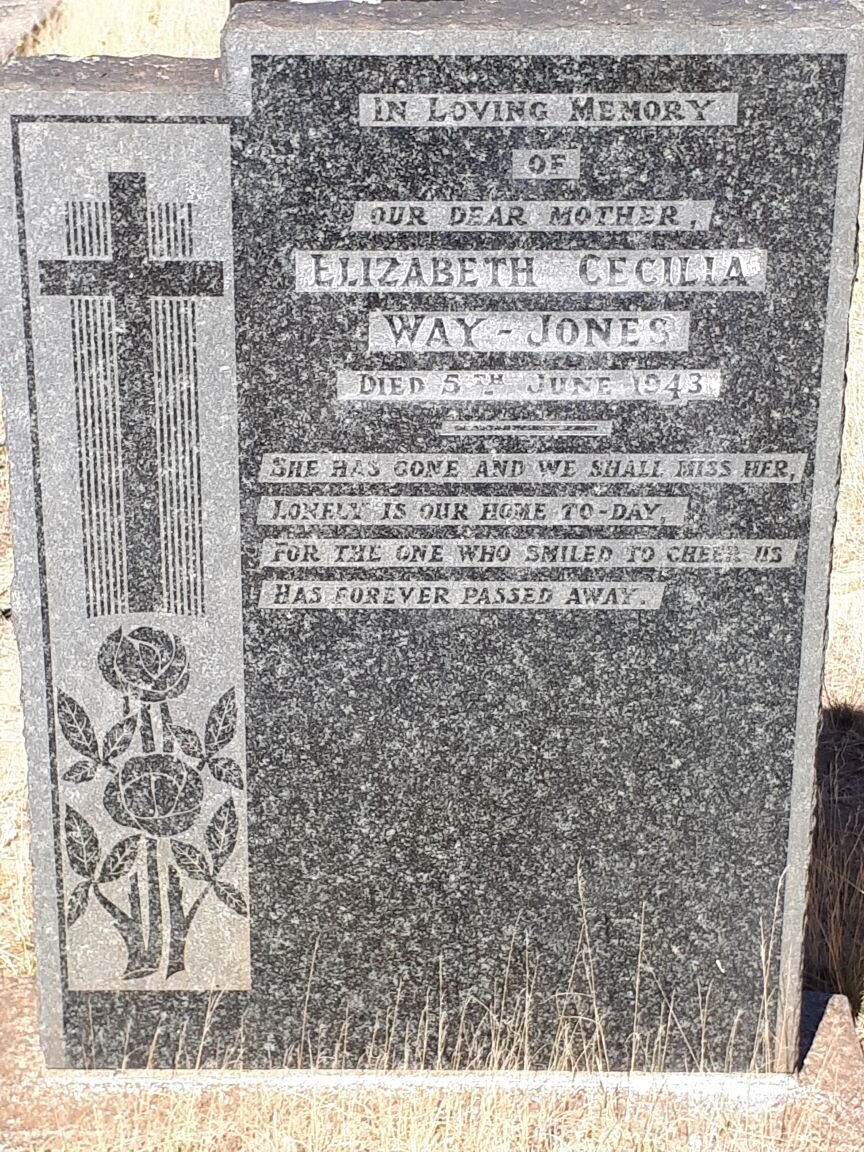 IN LOVING MEMORY
OF
OUR DEAR MOTHER,
ELIZABETH CECILIA
WAY-JONES
DIED 5TH JUNE 1943
SHE HAS GONE AND WE SHALL MISS HER,
LONELY IS OUR HOME TO-DAY,
FOR THE ONE WHO SMILED TO CHEER US
HAS FOREVER PASSED AWAY.